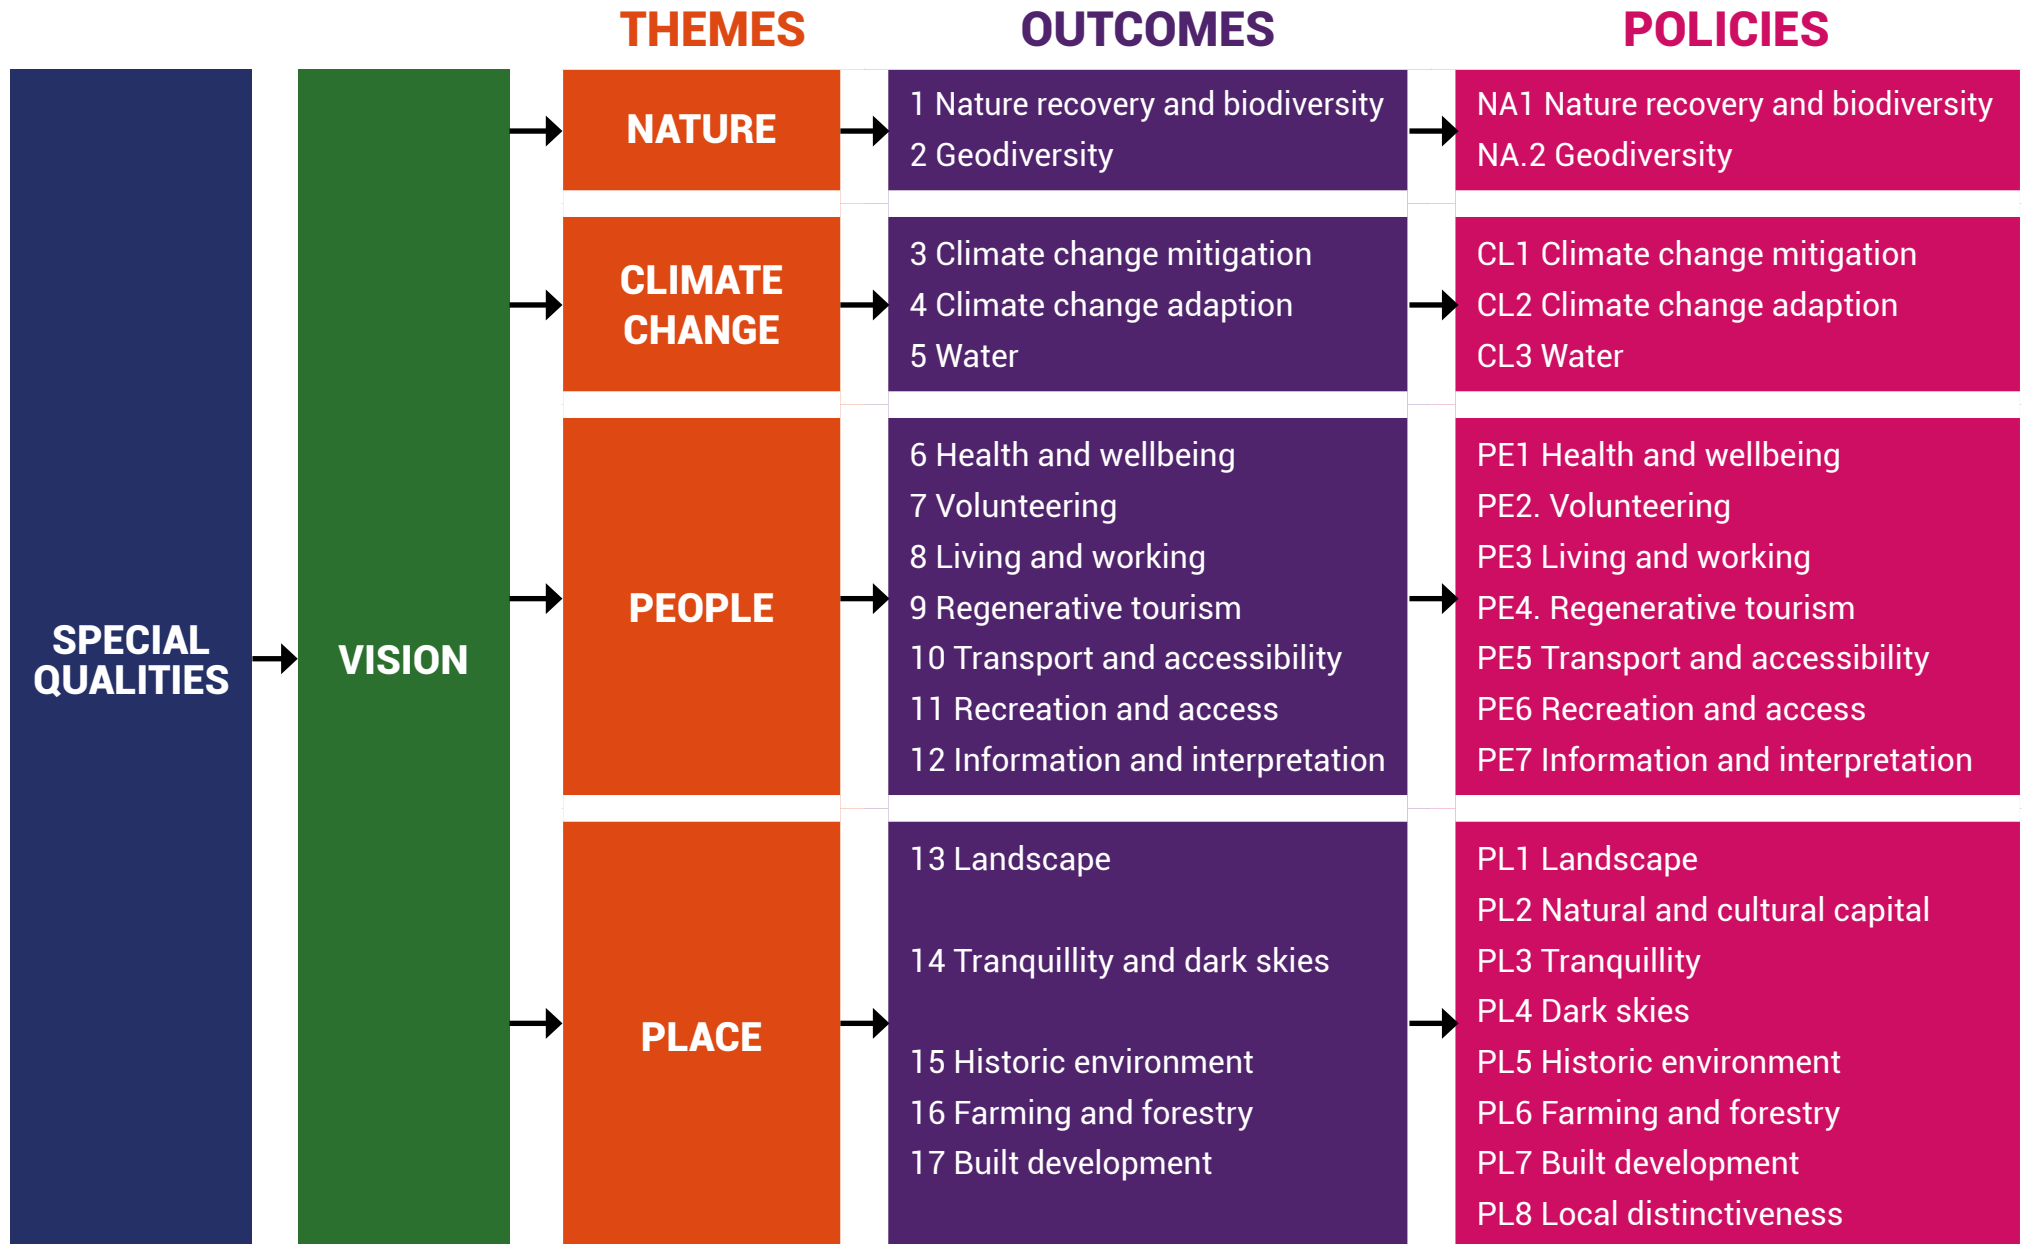 THEMES
OUTCOMES
POLICIES
SPECIAL
QUALITIES
VISION
NATURE
1 Nature recovery and biodiversity
2 Geodiversity
NA1 Nature recovery and biodiversity
NA.2 Geodiversity
CLIMATE
CHANGE
3 Climate change mitigation
4 Climate change adaption
5 Water
CL1 Climate change mitigation
CL2 Climate change adaption
CL3 Water
PEOPLE
6 Health and wellbeing
7 Volunteering
8 Living and working
9 Regenerative tourism
10 Transport and accessibility
11 Recreation and access
12 Information and interpretation
PE1 Health and wellbeing
PE2. Volunteering
PE3 Living and working
PE4. Regenerative tourism
PE5 Transport and accessibility
PE6 Recreation and access
PE7 Information and interpretation
PLACE
13 Landscape
14 Tranquillity and dark skies
15 Historic environment
16 Farming and forestry
17 Built development
PL1 Landscape
PL2 Natural and cultural capital
PL3 Tranquillity
PL4 Dark skies
PL5 Historic environment
PL6 Farming and forestry
PL7 Built development
PL8 Local distinctiveness